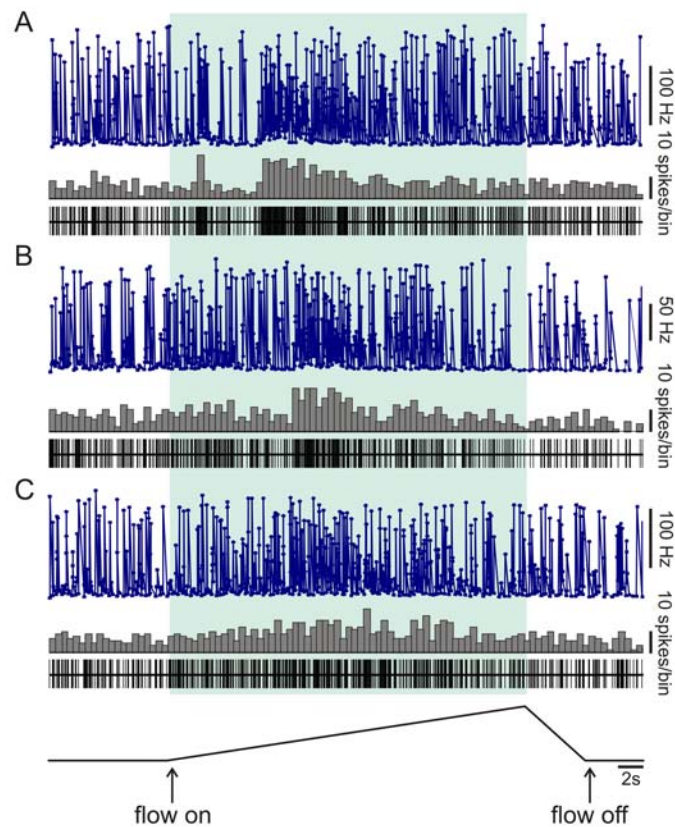 A
100 Hz
10 spikes/bin
B
50 Hz
10 spikes/bin
C
100 Hz
10 spikes/bin
2s
flow on
flow off